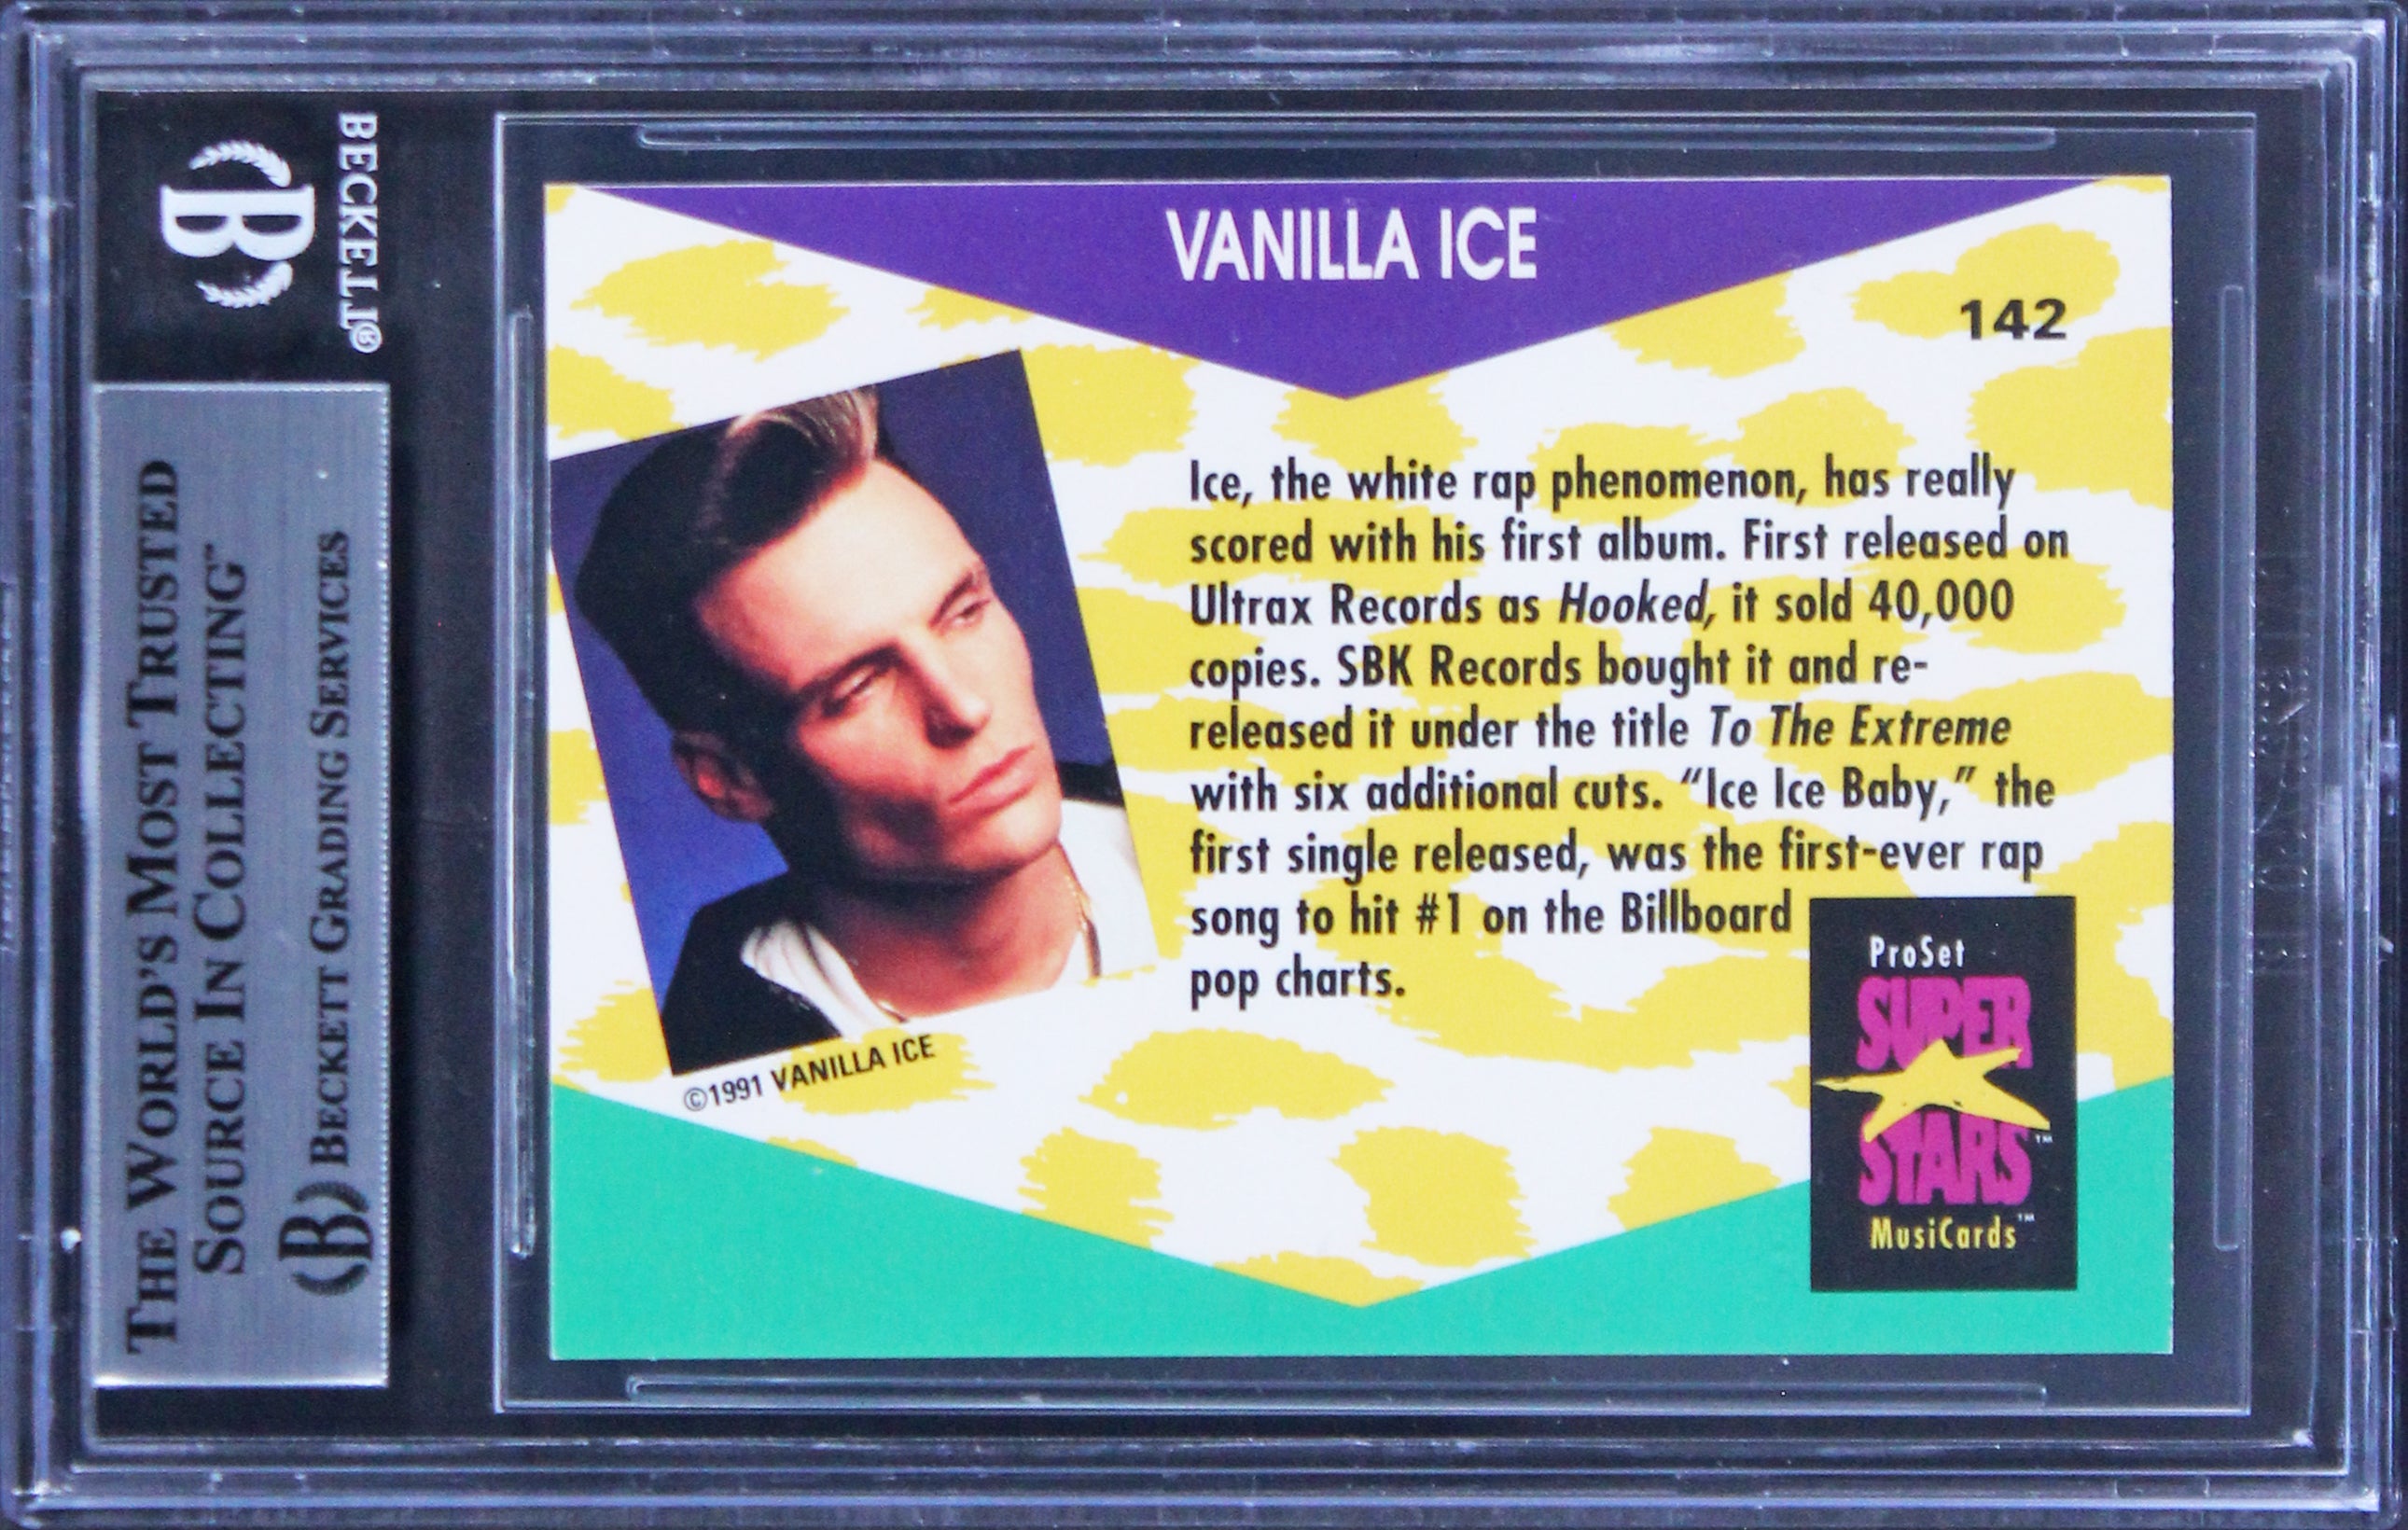 BECKETT®
B
THE WORLD'S MOST TRUSTED
SOURCE IN COLLECTING™
B BECKETT GRADING SERVICES
VANILLA ICE
142
Ice, the white rap phenomenon, has really
scored with his first album. First released on
Ultrax Records as Hooked, it sold 40,000
copies. SBK Records bought it and re-
released it under the title To The Extreme
with six additional cuts. “Ice Ice Baby,” the
first single released, was the first-ever rap
song to hit #1 on the Billboard
pop charts.
©1991 VANILLA ICE
ProSet
SUPER
STARS™
MusiCards™